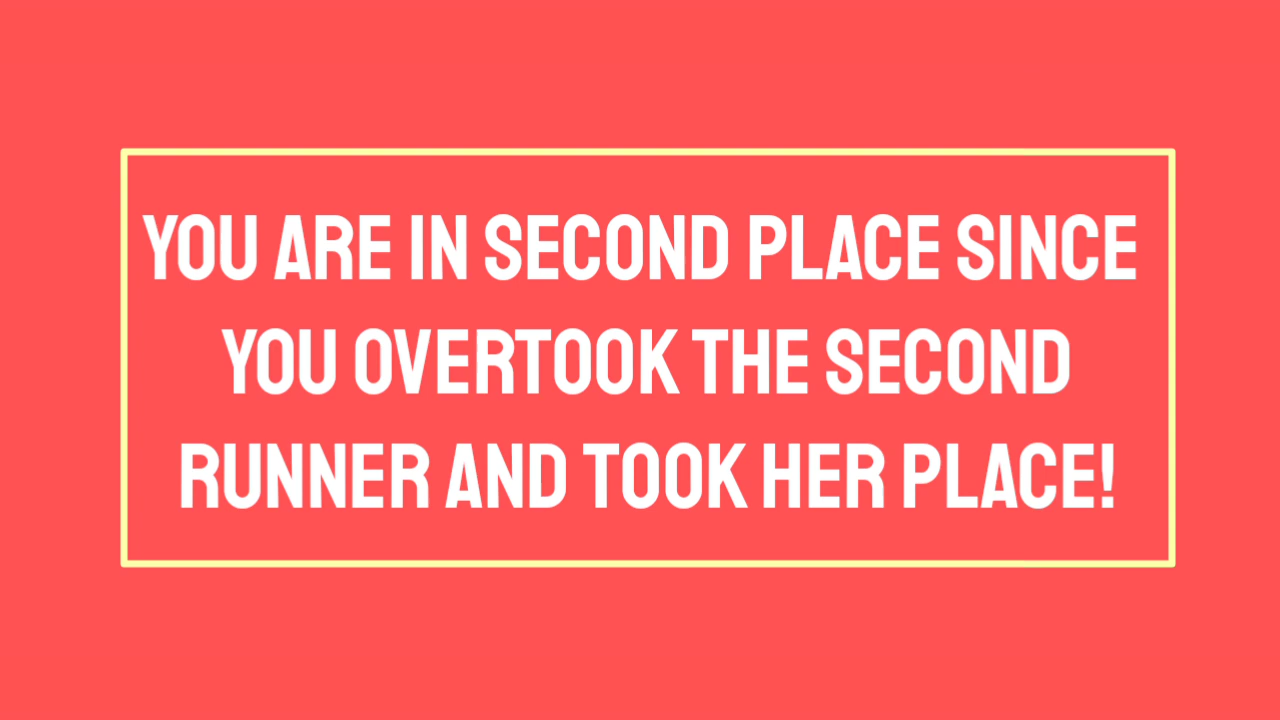 YOU ARE IN SECOND PLACE SINCE
YOU OVERTOOK THE SECOND
RUNNER AND TOOK HER PLACE!